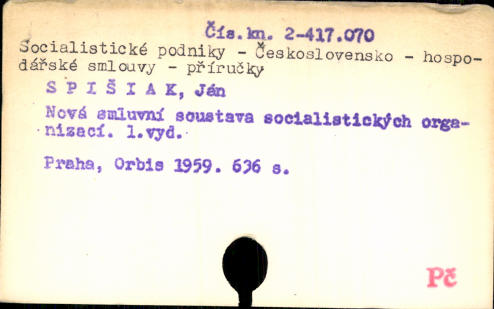 Čís.kn. 2-417.070
Socialistické podniky - Československo - hospo-
dářské smlouvy - příručky
S P I Š I A K, Ján
Nová smluvní soustava socialistických orga-
nizací. 1.vyd.
Praha, Orbis 1959. 636 s.
Pč